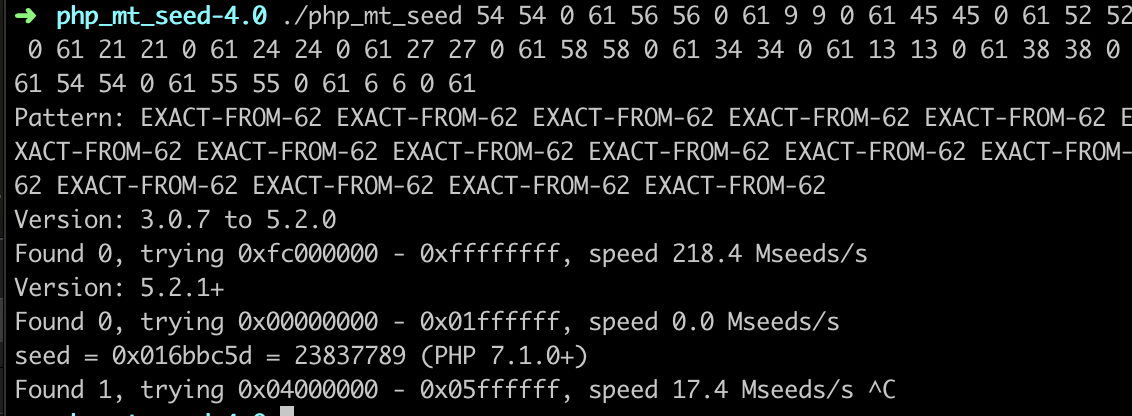 ➜ php_mt_seed-4.0 ./php_mt_seed 54 54 0 61 56 56 0 61 9 9 0 61 45 45 0 61 52 52
0 61 21 21 0 61 24 24 0 61 27 27 0 61 58 58 0 61 34 34 0 61 13 13 0 61 38 38 0
61 54 54 0 61 55 55 0 61 6 6 0 61
Pattern: EXACT-FROM-62 EXACT-FROM-62 EXACT-FROM-62 EXACT-FROM-62 EXACT-FROM-62 E
XACT-FROM-62 EXACT-FROM-62 EXACT-FROM-62 EXACT-FROM-62 EXACT-FROM-62 EXACT-FROM-
62 EXACT-FROM-62 EXACT-FROM-62 EXACT-FROM-62 EXACT-FROM-62
Version: 3.0.7 to 5.2.0
Found 0, trying 0xfc000000 - 0xffffffff, speed 218.4 Mseeds/s
Version: 5.2.1+
Found 0, trying 0x00000000 - 0x01ffffff, speed 0.0 Mseeds/s
seed = 0x016bbc5d = 23837789 (PHP 7.1.0+)
Found 1, trying 0x04000000 - 0x05ffffff, speed 17.4 Mseeds/s ^C
php_mt_seed-4.0